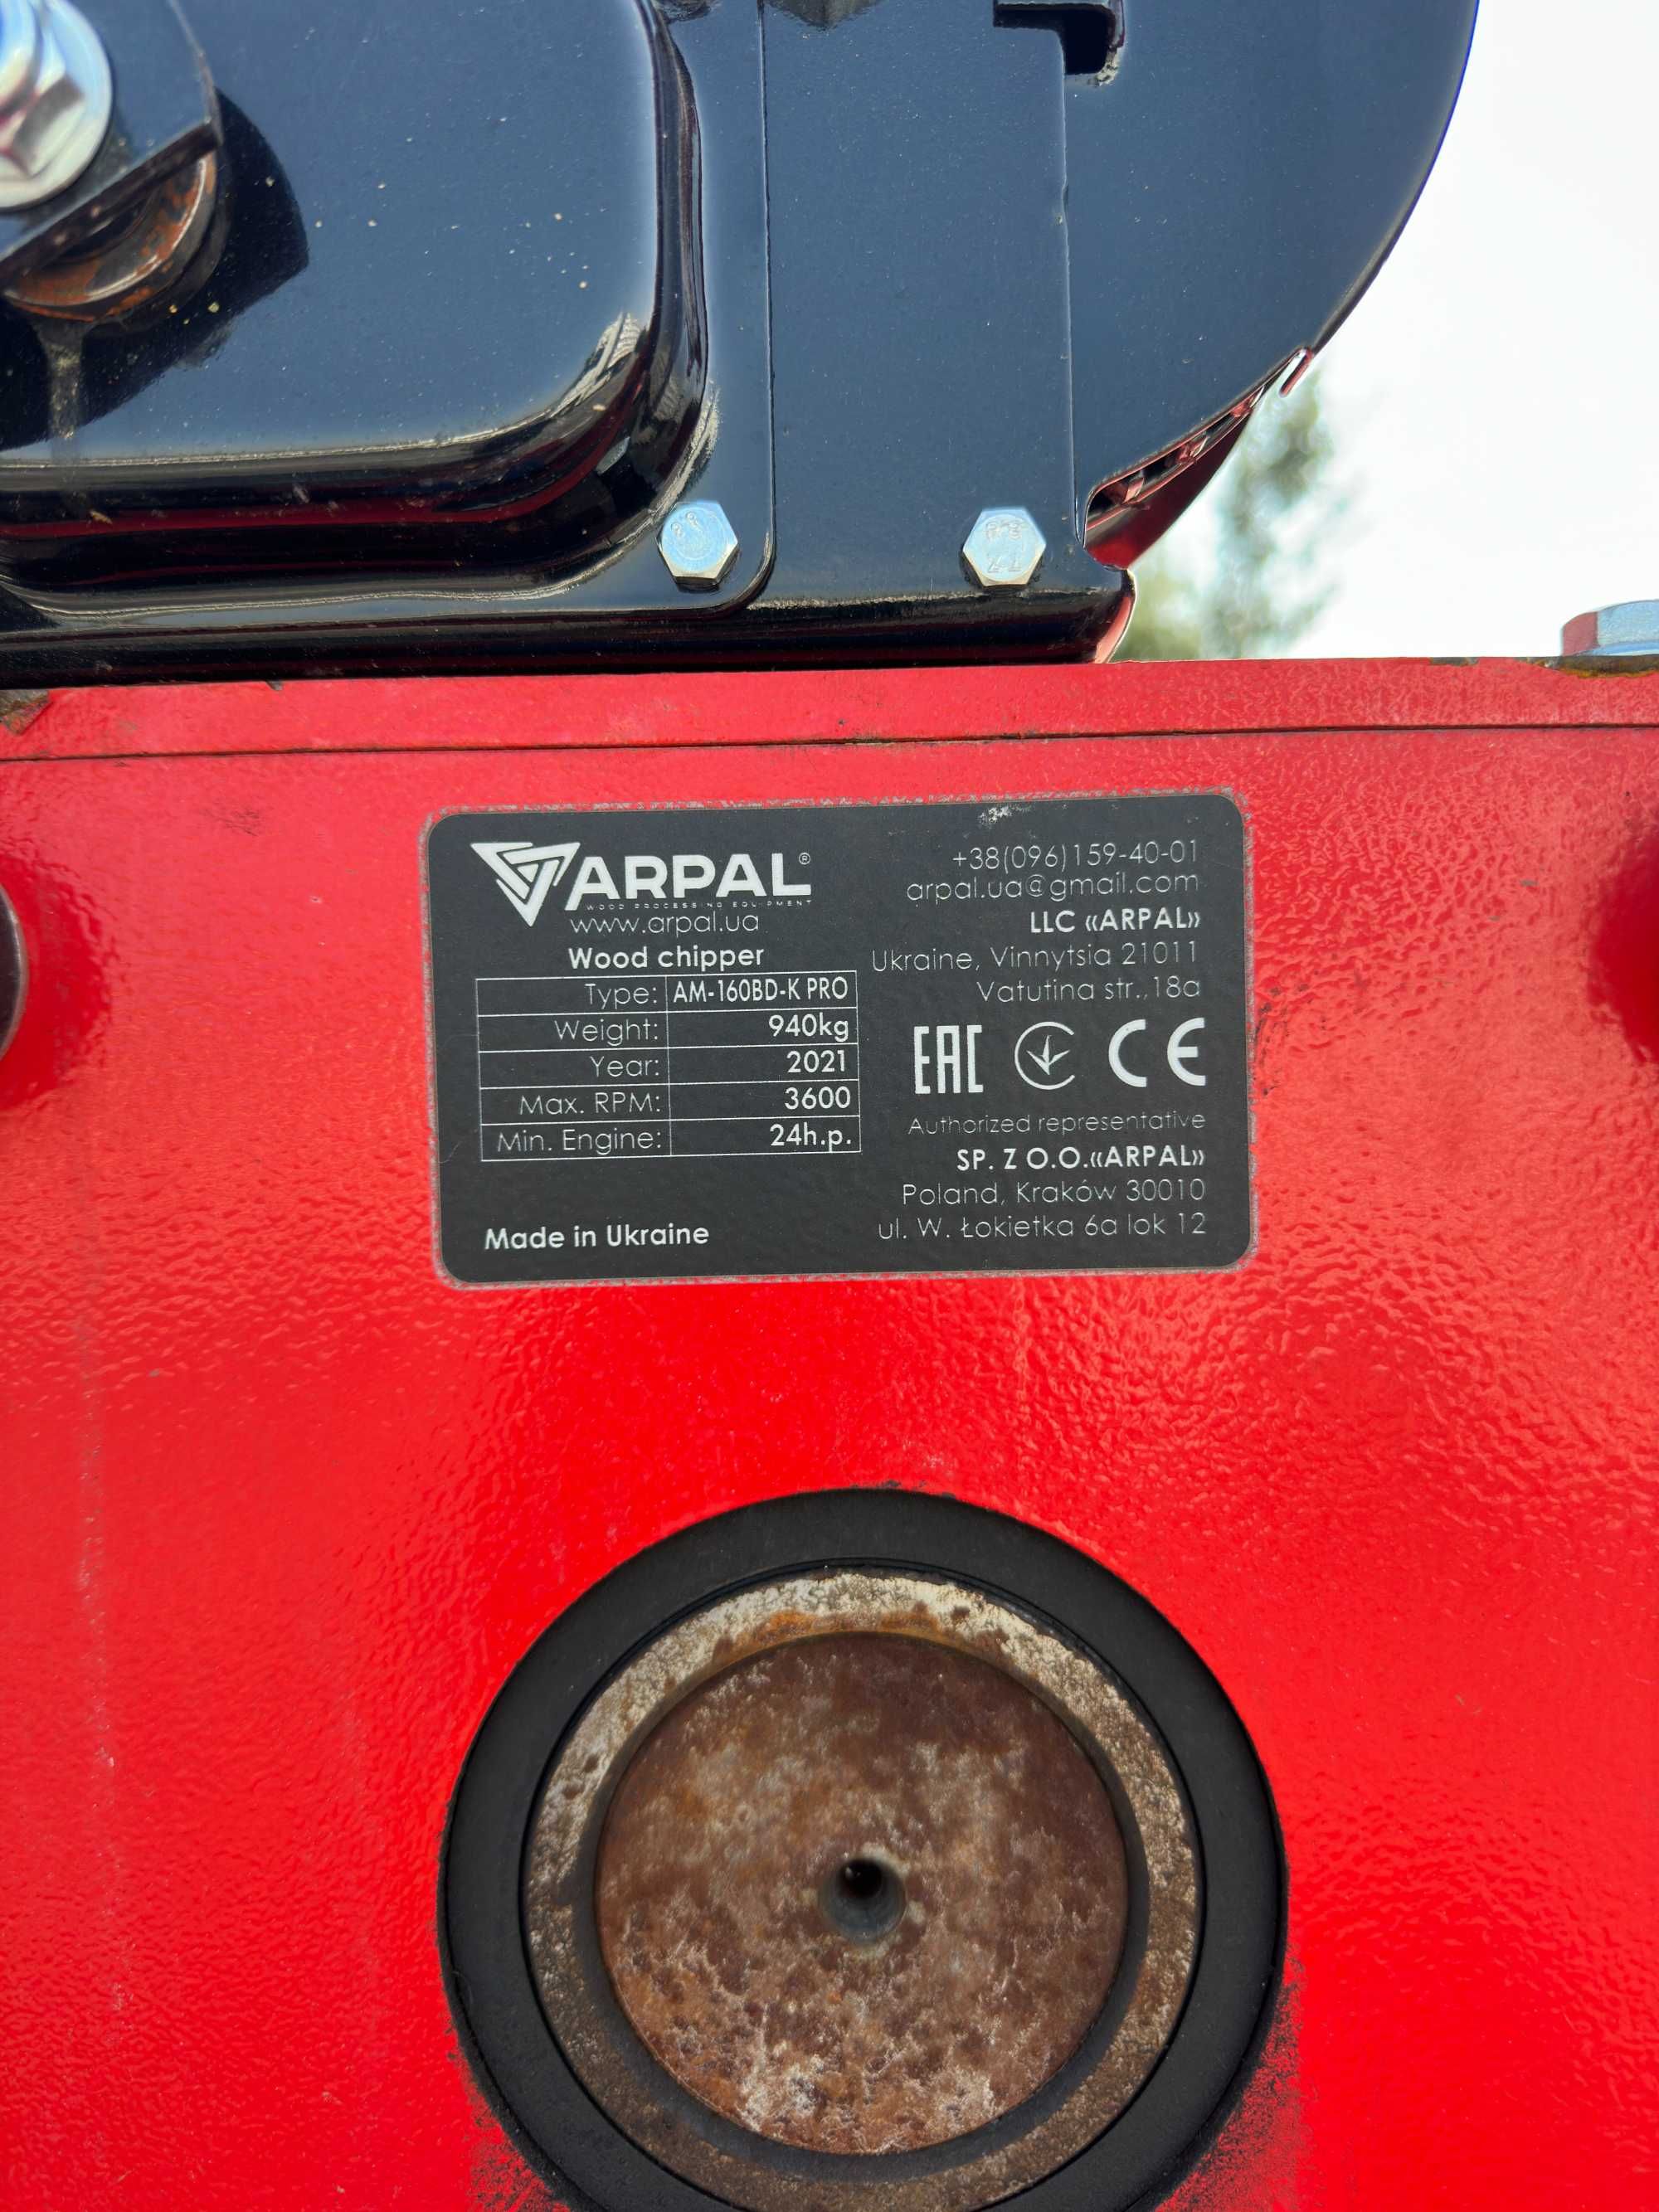 ARPAL®
WOOD PROCESSING EQUIPMENT
www.arpal.ua
Wood chipper
Type: AM-160BD-K PRO
Weight: 940kg
Year: 2021
Max. RPM: 3600
Min. Engine: 24h.p.
Made in Ukraine
+38(096)159-40-01
arpal.ua@gmail.com
LLC «ARPAL»
Ukraine, Vinnytsia 21011
Vatutina str.,18a
EAC CE
Authorized representative
SP. Z O.O.«ARPAL»
Poland, Kraków 30010
ul. W. Łokietka 6a lok 12
8.8